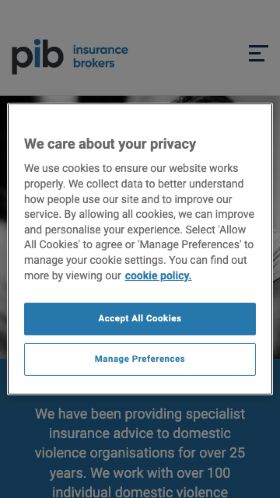 pib insurance
brokers
We care about your privacy
We use cookies to ensure our website works
properly. We collect data to better understand
how people use our site and to improve our
service. By allowing all cookies, we can improve
and personalise your experience. Select 'Allow
All Cookies' to agree or 'Manage Preferences' to
manage your cookie settings. You can find out
more by viewing our cookie policy.
Accept All Cookies
Manage Preferences
We have been providing specialist
insurance advice to domestic
violence organisations for over 25
years. We work with over 100
individual domestic violence